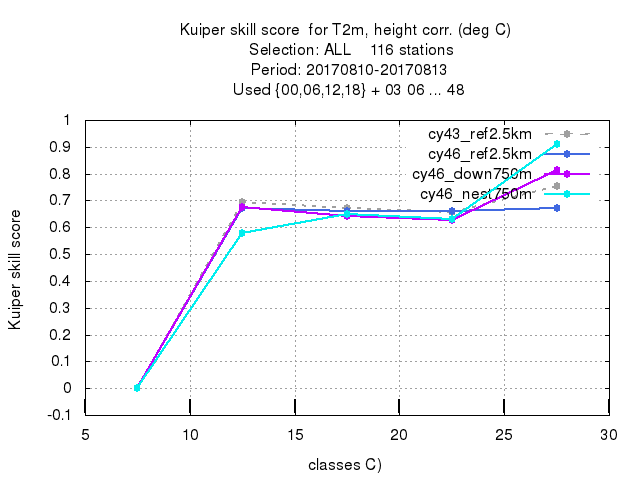 Kuiper skill score  for T2m, height corr. (deg C)
Selection: ALL    116 stations
Period: 20170810-20170813
Used {00,06,12,18} + 03 06 ... 48
Kuiper skill score
1
0.9
0.8
0.7
0.6
0.5
0.4
0.3
0.2
0.1
0
-0.1
cy43_ref2.5km
cy46_ref2.5km
cy46_down750m
cy46_nest750m
5 10 15 20 25 30
classes C)